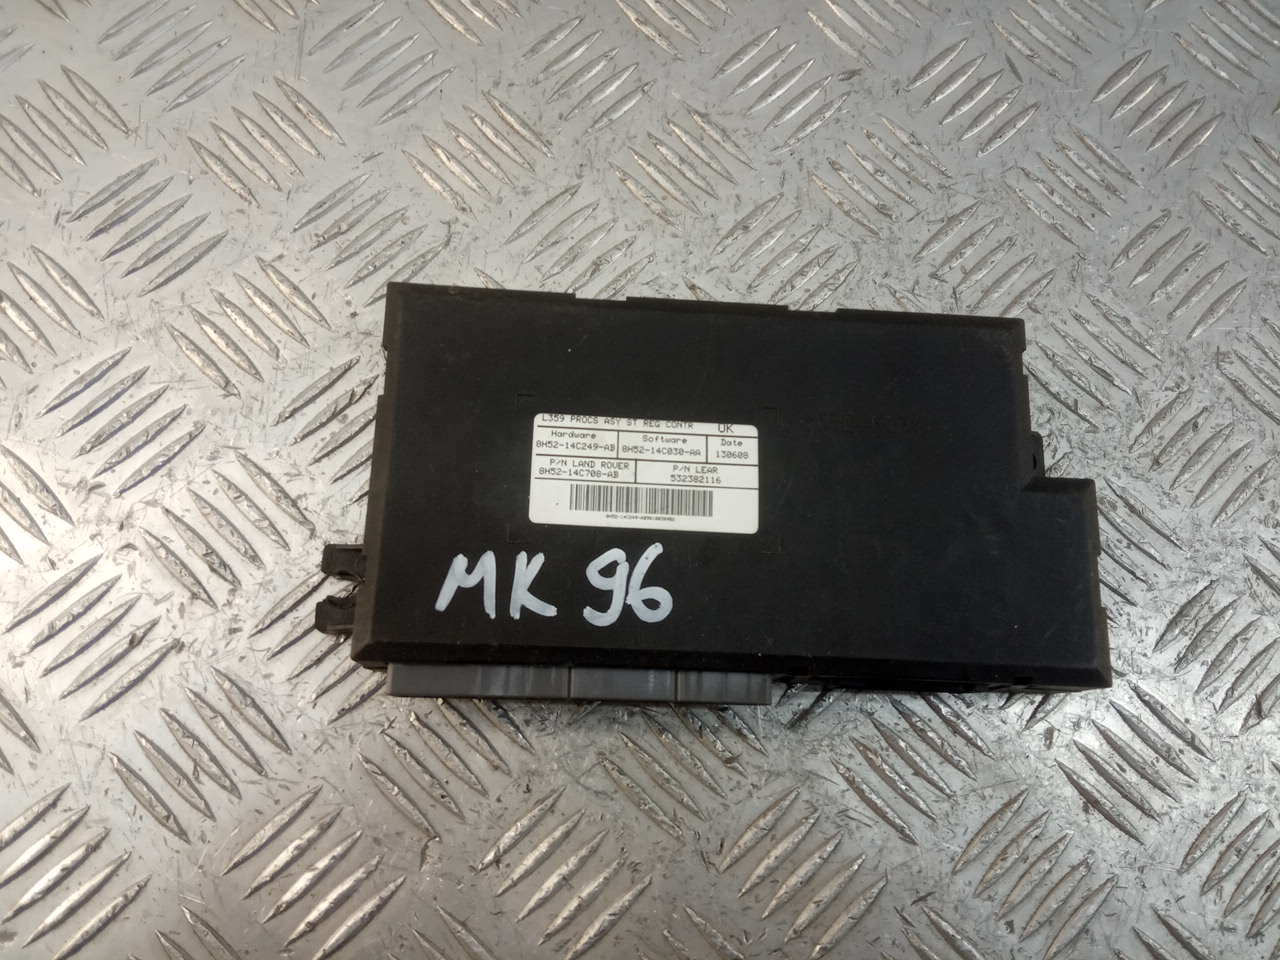 L359 PROCS ASY ST REG CONTR UK
Hardware Software Date
8H52-14C249-AB 8H52-14C030-AA 130608
P/N LAND ROVER P/N LEAR
8H52-14C708-AB 532382116
MK 96